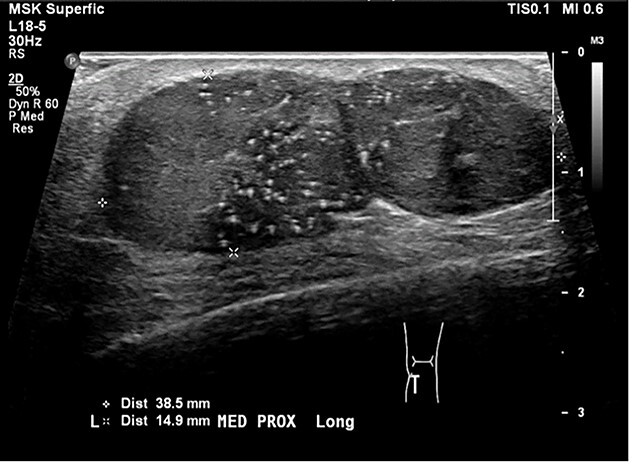 MSK Superfic
TIS0.1 MI 0.6
L18-5
30Hz
RS
2D
50%
Dyn R 60
P Med
Res
P
M3
0
1
2
3
x
T
Dist 38.5 mm
L Dist 14.9 mm MED PROX Long